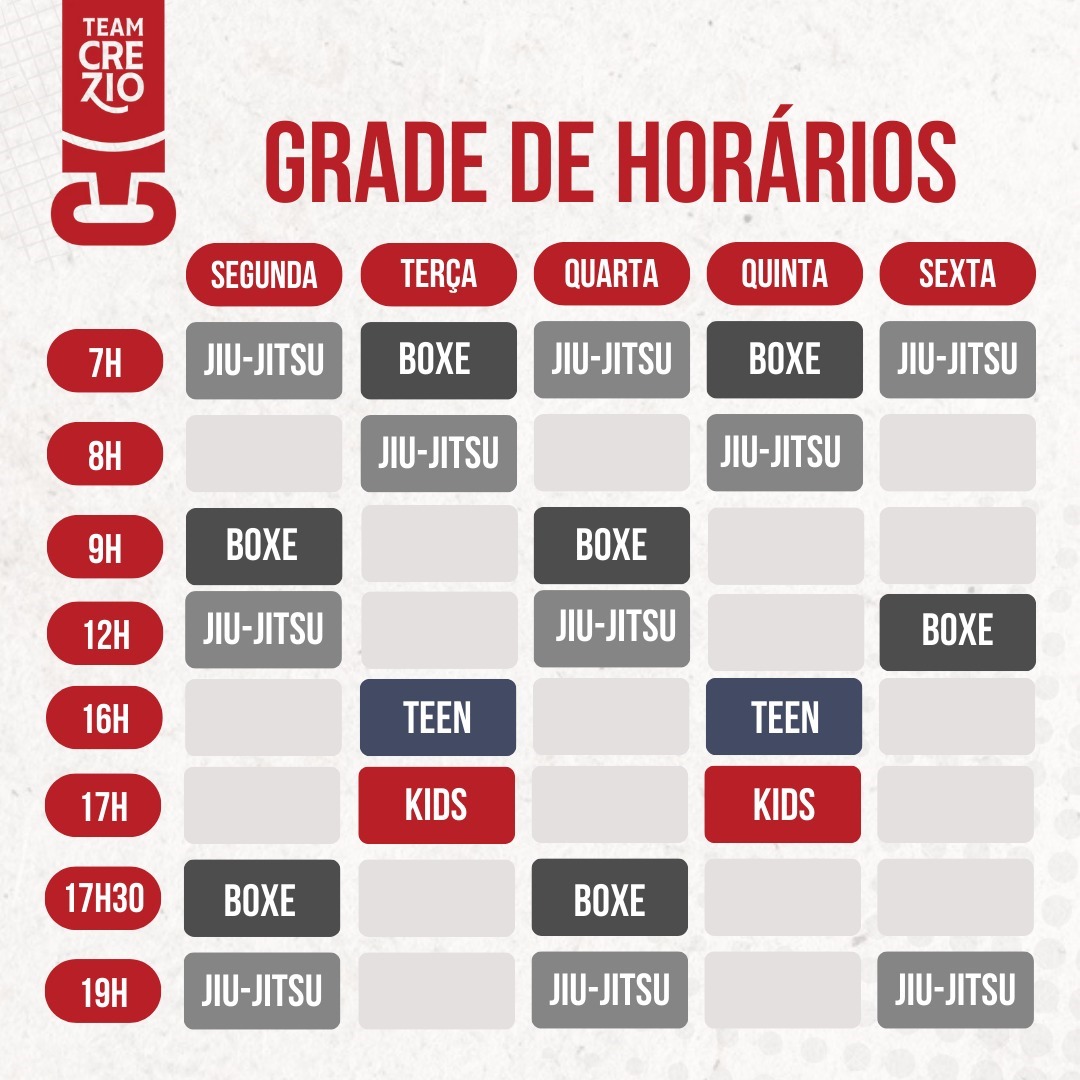 TEAM
CRE
ZIO
GRADE DE HORÁRIOS
SEGUNDA TERÇA QUARTA QUINTA SEXTA
7H JIU-JITSU BOXE JIU-JITSU BOXE JIU-JITSU
8H JIU-JITSU JIU-JITSU
9H BOXE BOXE
12H JIU-JITSU JIU-JITSU BOXE
16H TEEN TEEN
17H KIDS KIDS
17H30 BOXE BOXE
19H JIU-JITSU JIU-JITSU JIU-JITSU